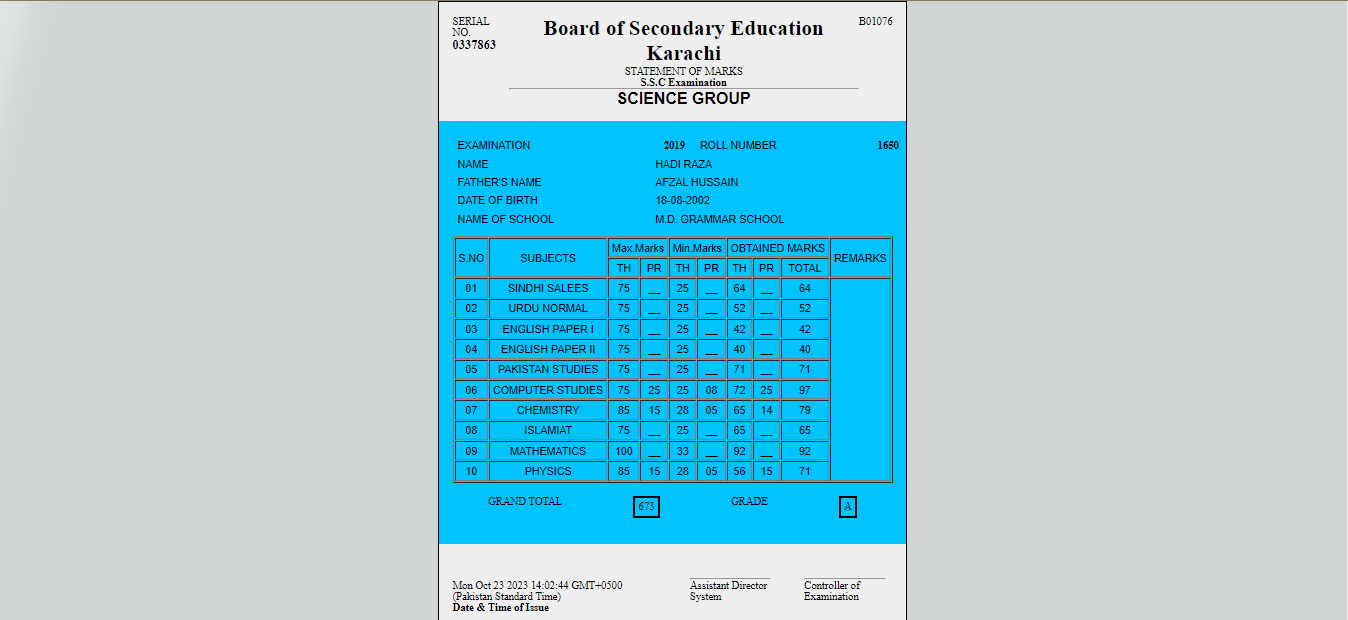 SERIAL NO. 0337863
Board of Secondary Education Karachi
B01076
STATEMENT OF MARKS
S.S.C Examination
SCIENCE GROUP
EXAMINATION 2019 ROLL NUMBER 1650
NAME HADI RAZA
FATHER'S NAME AFZAL HUSSAIN
DATE OF BIRTH 18-08-2002
NAME OF SCHOOL M.D. GRAMMAR SCHOOL
S.NO SUBJECTS Max.Marks Min.Marks OBTAINED MARKS REMARKS
TH PR TH PR TH PR TOTAL
01 SINDHI SALEES 75 __ 25 __ 64 __ 64
02 URDU NORMAL 75 __ 25 __ 52 __ 52
03 ENGLISH PAPER I 75 __ 25 __ 42 __ 42
04 ENGLISH PAPER II 75 __ 25 __ 40 __ 40
05 PAKISTAN STUDIES 75 __ 25 __ 71 __ 71
06 COMPUTER STUDIES 75 25 25 08 72 25 97
07 CHEMISTRY 85 15 28 05 65 14 79
08 ISLAMIAT 75 __ 25 __ 65 __ 65
09 MATHEMATICS 100 __ 33 __ 92 __ 92
10 PHYSICS 85 15 28 05 56 15 71
GRAND TOTAL 673 GRADE A
Mon Oct 23 2023 14:02:44 GMT+0500
(Pakistan Standard Time)
Date & Time of Issue
Assistant Director
System
Controller of
Examination